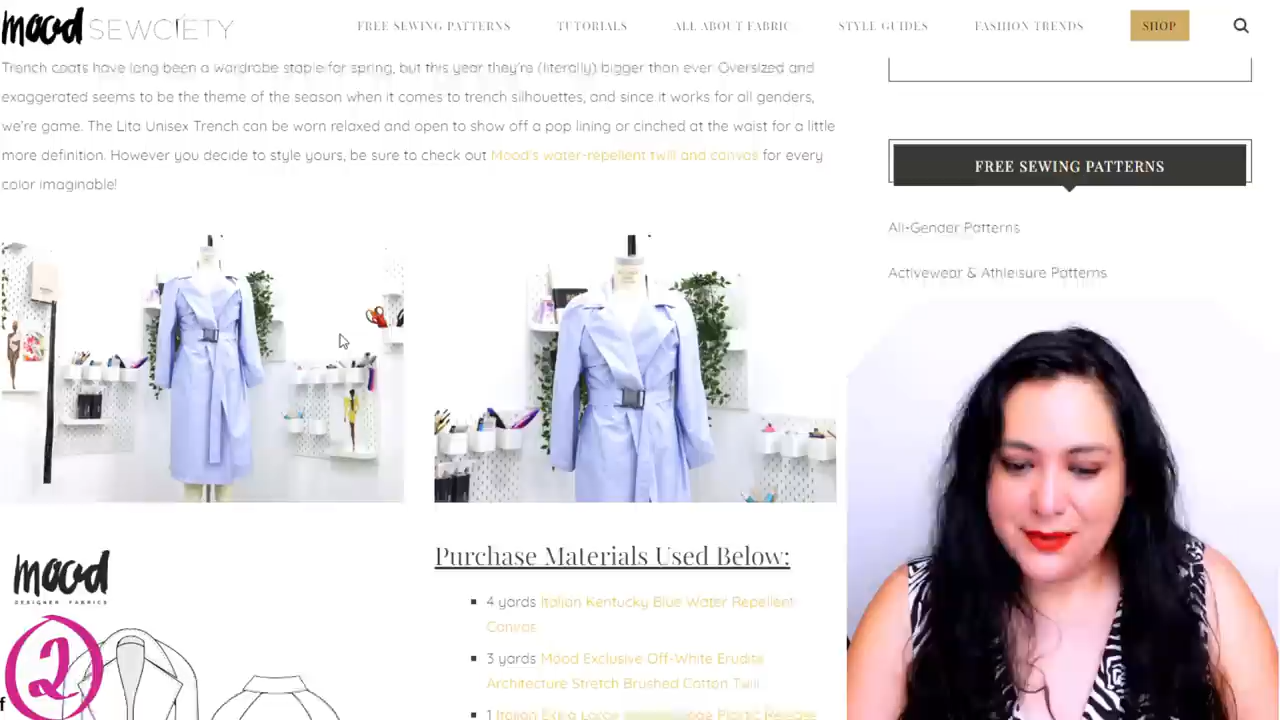 mood SEWCIETY
FREE SEWING PATTERNS
TUTORIALS
ALL ABOUT FABRIC
STYLE GUIDES
FASHION TRENDS
SHOP
Trench coats have long been a wardrobe staple for spring, but this year they're (literally) bigger than ever. Oversized and
exaggerated seems to be the theme of the season when it comes to trench silhouettes, and since it works for all genders,
we're game. The Lita Unisex Trench can be worn relaxed and open to show off a pop lining or cinched at the waist for a little
more definition. However you decide to style yours, be sure to check out Mood's water-repellent twill and canvas for every
color imaginable!
FREE SEWING PATTERNS
All-Gender Patterns
Activewear & Athleisure Patterns
mood
DESIGNER FABRICS
2
f
Purchase Materials Used Below:
4 yards Italian Kentucky Blue Water Repellent
Canvas
3 yards Mood Exclusive Off-White Erudite
Architecture Stretch Brushed Cotton Twill
1 Italian Extra Large Plastic Release